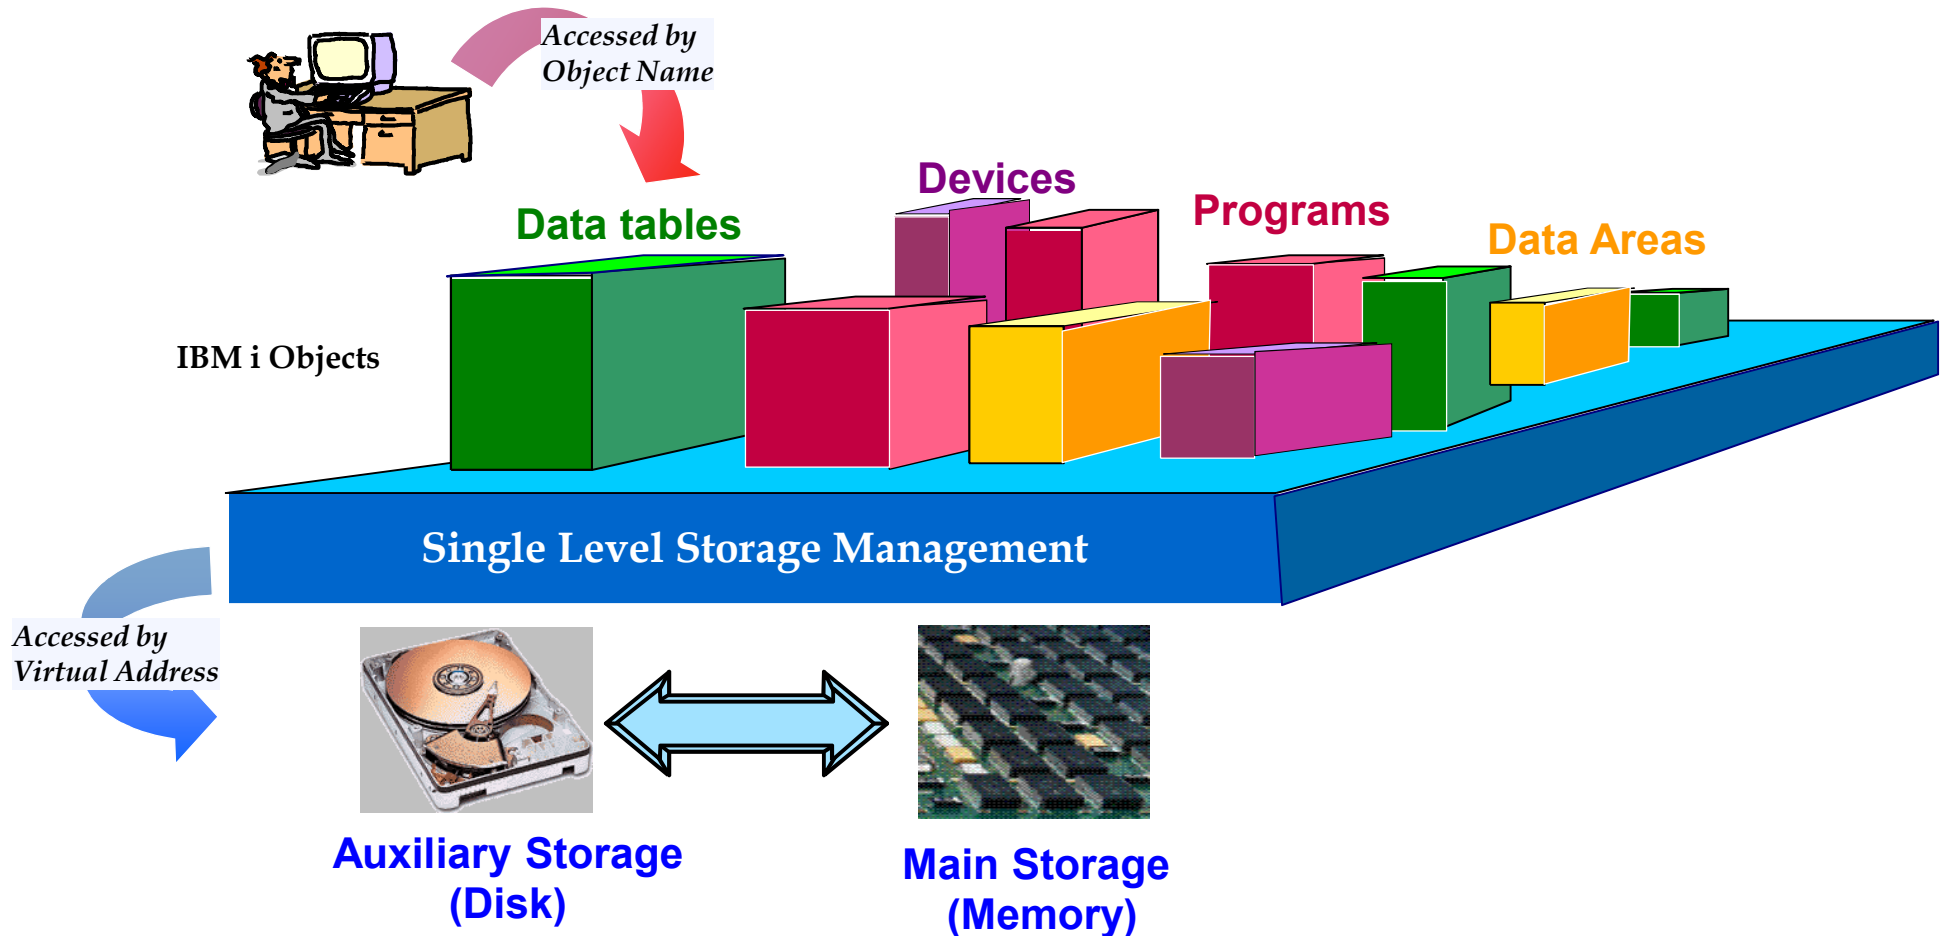 Accessed by
Object Name
Devices
Programs
Data tables
Data Areas
IBM i Objects
Single Level Storage Management
Accessed by
Virtual Address
Auxiliary Storage
(Disk)
Main Storage
(Memory)